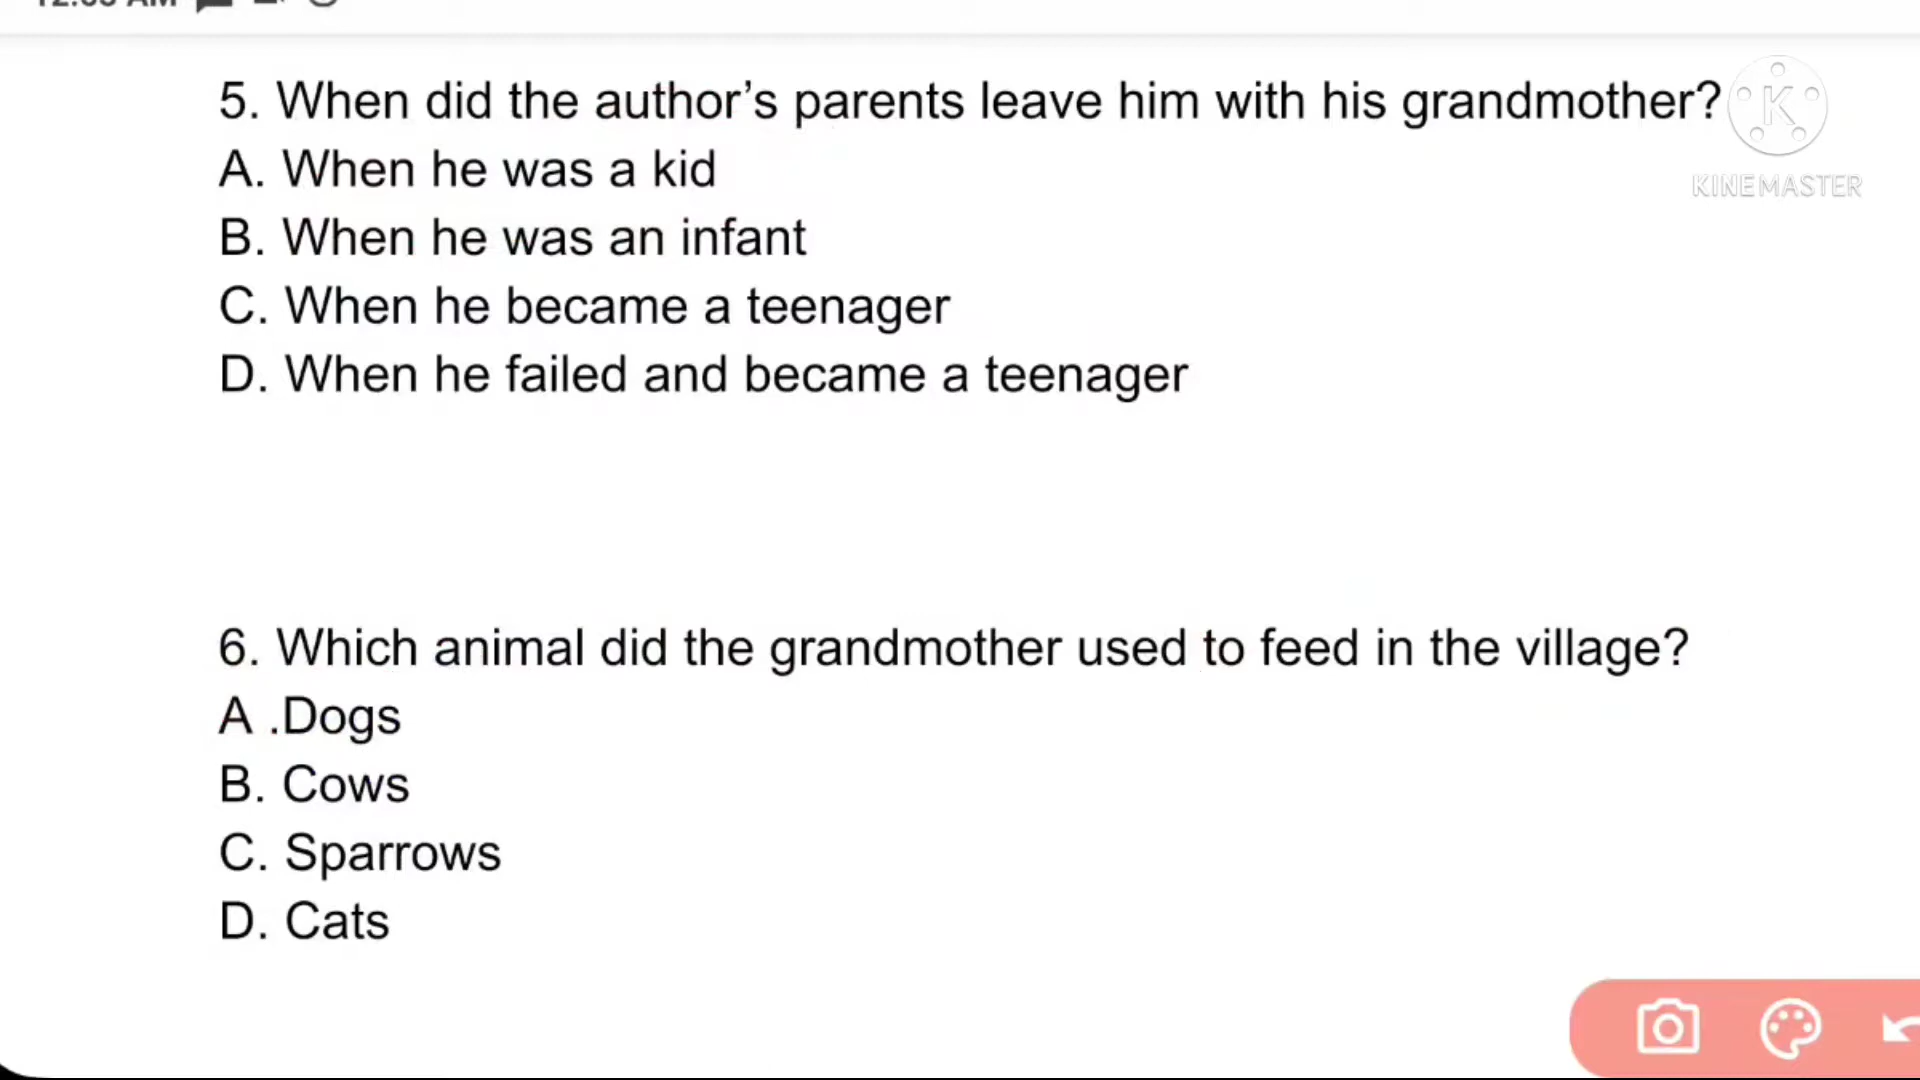 5. When did the author’s parents leave him with his grandmother?
KINEMASTER
A. When he was a kid
B. When he was an infant
C. When he became a teenager
D. When he failed and became a teenager
6. Which animal did the grandmother used to feed in the village?
A .Dogs
B. Cows
C. Sparrows
D. Cats